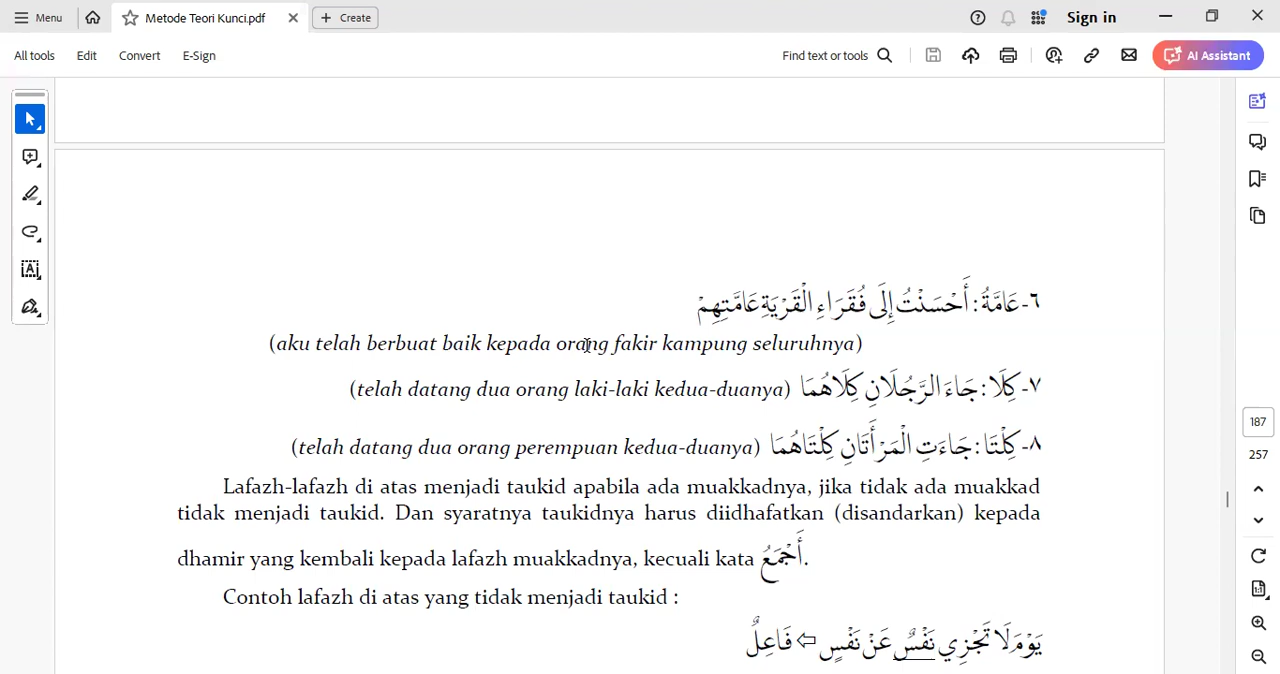 Menu
Metode Teori Kunci.pdf
Create
Sign in
All tools
Edit
Convert
E-Sign
Find text or tools
AI Assistant
٦-عَامَّةُ : أَحْسَنْتُ إِلَى فُقَرَاءِ الْقَرْيَةِ عَامَّتِهِمْ
(aku telah berbuat baik kepada orang fakir kampung seluruhnya)
٧-كِلَا : جَاءَ الرَّجُلَانِ كِلَاهُمَا (telah datang dua orang laki-laki kedua-duanya)
٨-كِلْتَا : جَاءَتِ الْمَرْأَتَانِ كِلْتَاهُمَا (telah datang dua orang perempuan kedua-duanya)
Lafazh-lafazh di atas menjadi taukid apabila ada muakkadnya, jika tidak ada muakkad
tidak menjadi taukid. Dan syaratnya taukidnya harus diidhafatkan (disandarkan) kepada
dhamir yang kembali kepada lafazh muakkadnya, kecuali kata أَجْمَعُ.
Contoh lafazh di atas yang tidak menjadi taukid :
يَوْمَ لَا تَجْزِي نَفْسٌ عَنْ نَفْسٍ ⇦ فَاعِلٌ
187
257